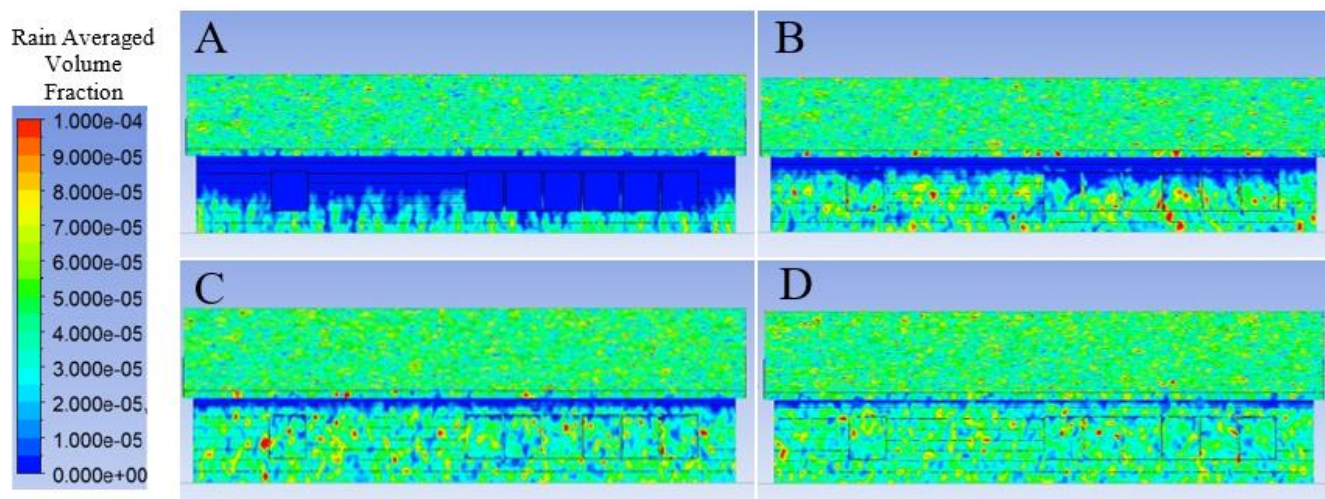 Rain Averaged
Volume
Fraction
1.000e-04
9.000e-05
8.000e-05
7.000e-05
6.000e-05
5.000e-05
4.000e-05
3.000e-05
2.000e-05
1.000e-05
0.000e+00
A
B
C
D